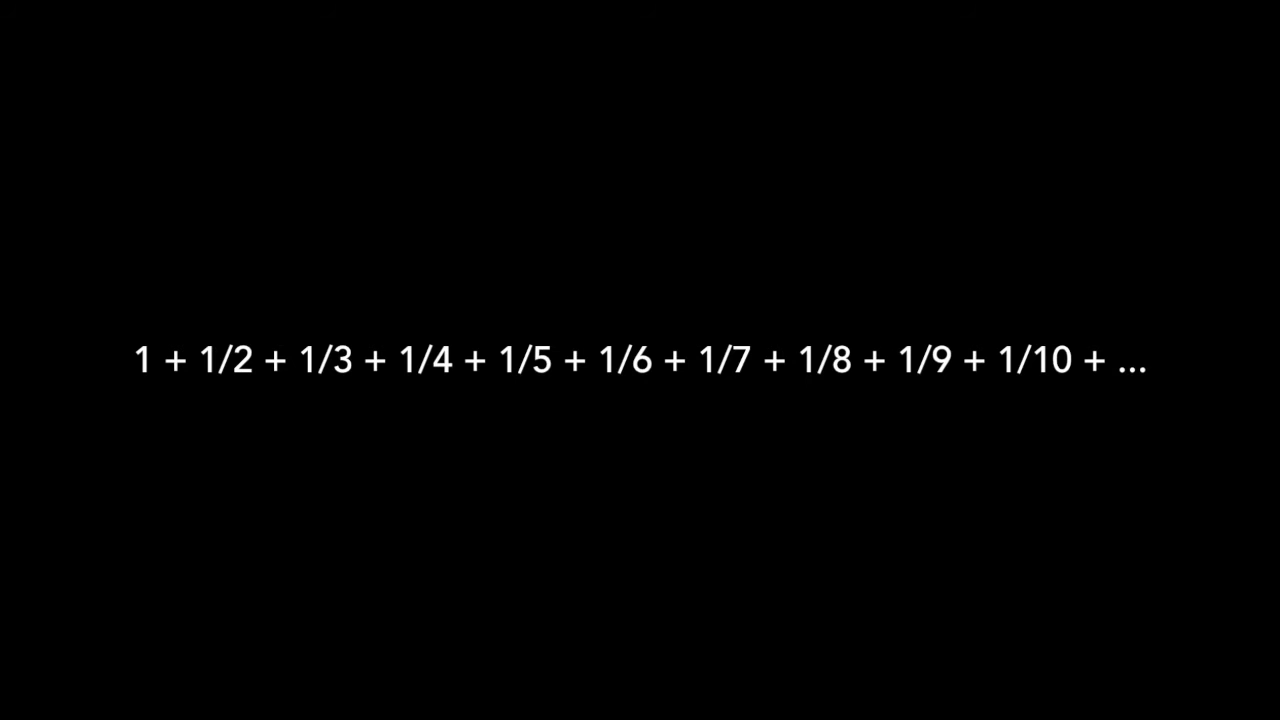 1 + 1/2 + 1/3 + 1/4 + 1/5 + 1/6 + 1/7 + 1/8 + 1/9 + 1/10 + ...